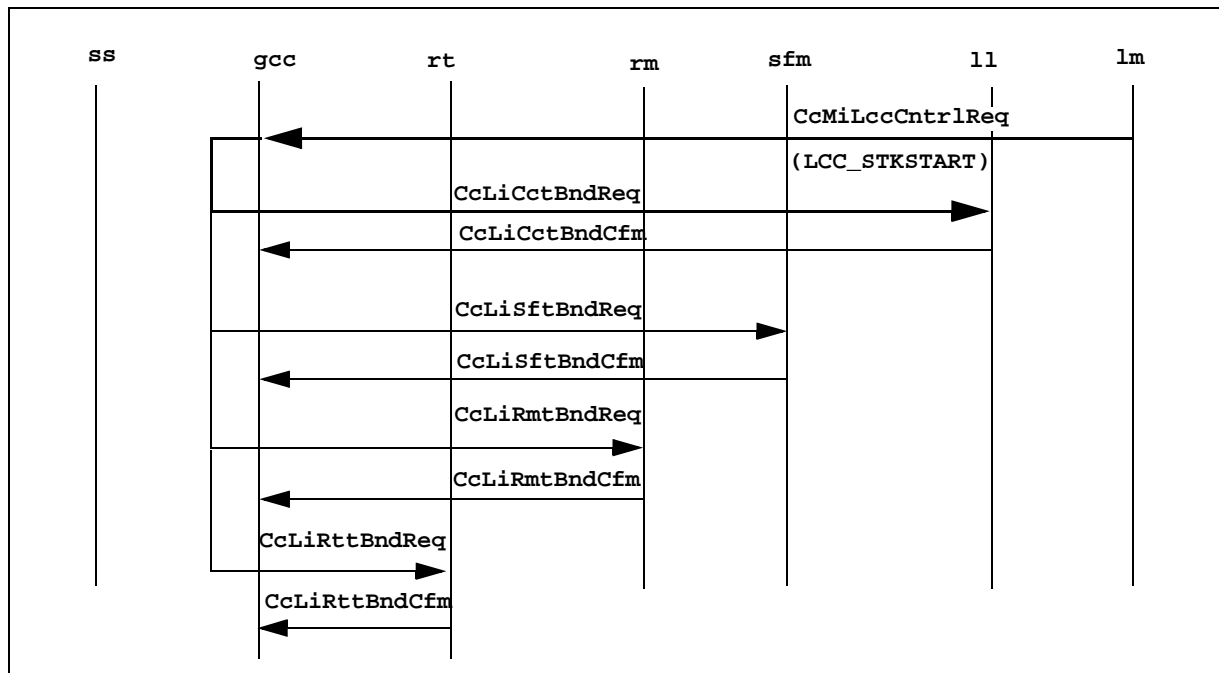 ss gcc rt rm sfm ll lm
CcMiLccCntrlReq
(LCC_STKSTART)
CcLiCctBndReq
CcLiCctBndCfm
CcLiSftBndReq
CcLiSftBndCfm
CcLiRmtBndReq
CcLiRmtBndCfm
CcLiRttBndReq
CcLiRttBndCfm